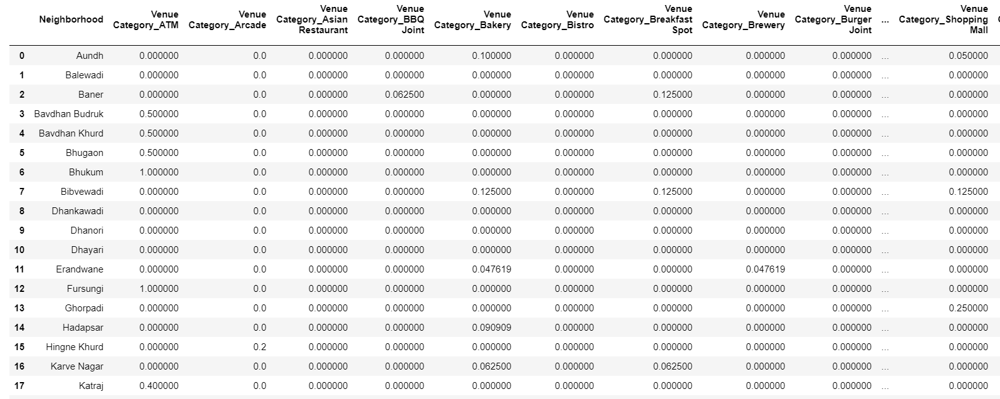 Neighborhood Venue Category_ATM Venue Category_Arcade Venue Category_Asian Restaurant Venue Category_BBQ Joint Venue Category_Bakery Venue Category_Bistro Venue Category_Breakfast Spot Venue Category_Brewery Venue Category_Burger Joint ... Venue Category_Shopping Mall
0 Aundh 0.000000 0.0 0.000000 0.000000 0.100000 0.000000 0.000000 0.000000 0.000000 ... 0.050000
1 Balewadi 0.000000 0.0 0.000000 0.000000 0.000000 0.000000 0.000000 0.000000 0.000000 ... 0.000000
2 Baner 0.000000 0.0 0.000000 0.062500 0.000000 0.000000 0.125000 0.000000 0.000000 ... 0.000000
3 Bavdhan Budruk 0.500000 0.0 0.000000 0.000000 0.000000 0.000000 0.000000 0.000000 0.000000 ... 0.000000
4 Bavdhan Khurd 0.500000 0.0 0.000000 0.000000 0.000000 0.000000 0.000000 0.000000 0.000000 ... 0.000000
5 Bhugaon 0.500000 0.0 0.000000 0.000000 0.000000 0.000000 0.000000 0.000000 0.000000 ... 0.000000
6 Bhukum 1.000000 0.0 0.000000 0.000000 0.000000 0.000000 0.000000 0.000000 0.000000 ... 0.000000
7 Bibvewadi 0.000000 0.0 0.000000 0.000000 0.125000 0.000000 0.125000 0.000000 0.000000 ... 0.125000
8 Dhankawadi 0.000000 0.0 0.000000 0.000000 0.000000 0.000000 0.000000 0.000000 0.000000 ... 0.000000
9 Dhanori 0.000000 0.0 0.000000 0.000000 0.000000 0.000000 0.000000 0.000000 0.000000 ... 0.000000
10 Dhayari 0.000000 0.0 0.000000 0.000000 0.000000 0.000000 0.000000 0.000000 0.000000 ... 0.000000
11 Erandwane 0.000000 0.0 0.000000 0.000000 0.047619 0.000000 0.000000 0.047619 0.000000 ... 0.000000
12 Fursungi 1.000000 0.0 0.000000 0.000000 0.000000 0.000000 0.000000 0.000000 0.000000 ... 0.000000
13 Ghorpadi 0.000000 0.0 0.000000 0.000000 0.000000 0.000000 0.000000 0.000000 0.000000 ... 0.250000
14 Hadapsar 0.000000 0.0 0.000000 0.000000 0.090909 0.000000 0.000000 0.000000 0.000000 ... 0.000000
15 Hingne Khurd 0.000000 0.2 0.000000 0.000000 0.000000 0.000000 0.000000 0.000000 0.000000 ... 0.000000
16 Karve Nagar 0.000000 0.0 0.000000 0.000000 0.062500 0.000000 0.062500 0.000000 0.000000 ... 0.000000
17 Katraj 0.400000 0.0 0.000000 0.000000 0.000000 0.000000 0.000000 0.000000 0.000000 ... 0.000000